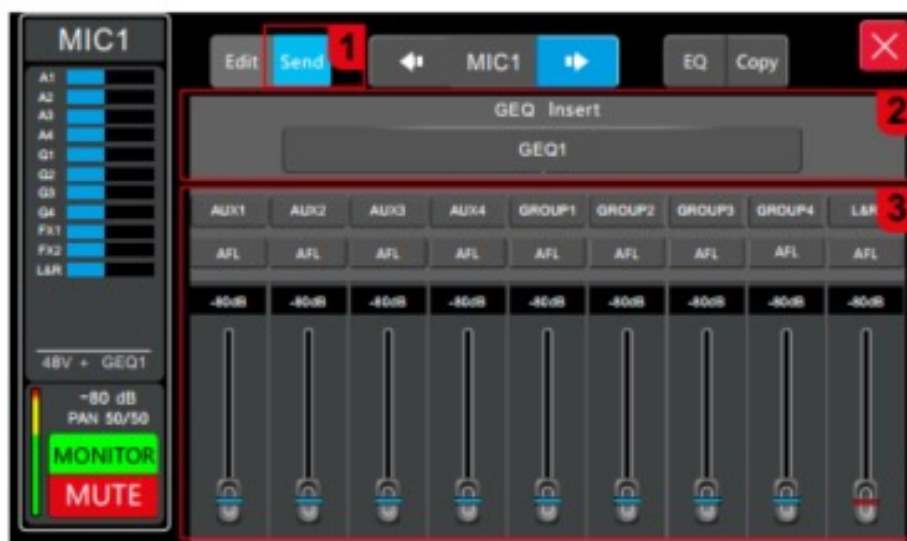 MIC1
A1
A2
A3
A4
G1
G2
G3
G4
FX1
FX2
L&R
48V + GEQ1
-80 dB
PAN 50/50
MONITOR
MUTE
Edit Send 1 MIC1 EQ Copy
GEQ Insert 2
GEQ1
AUX1 AUX2 AUX3 AUX4 GROUP1 GROUP2 GROUP3 GROUP4 L&R 3
AFL AFL AFL AFL AFL AFL AFL AFL AFL
-80dB -80dB -80dB -80dB -80dB -80dB -80dB -80dB -80dB